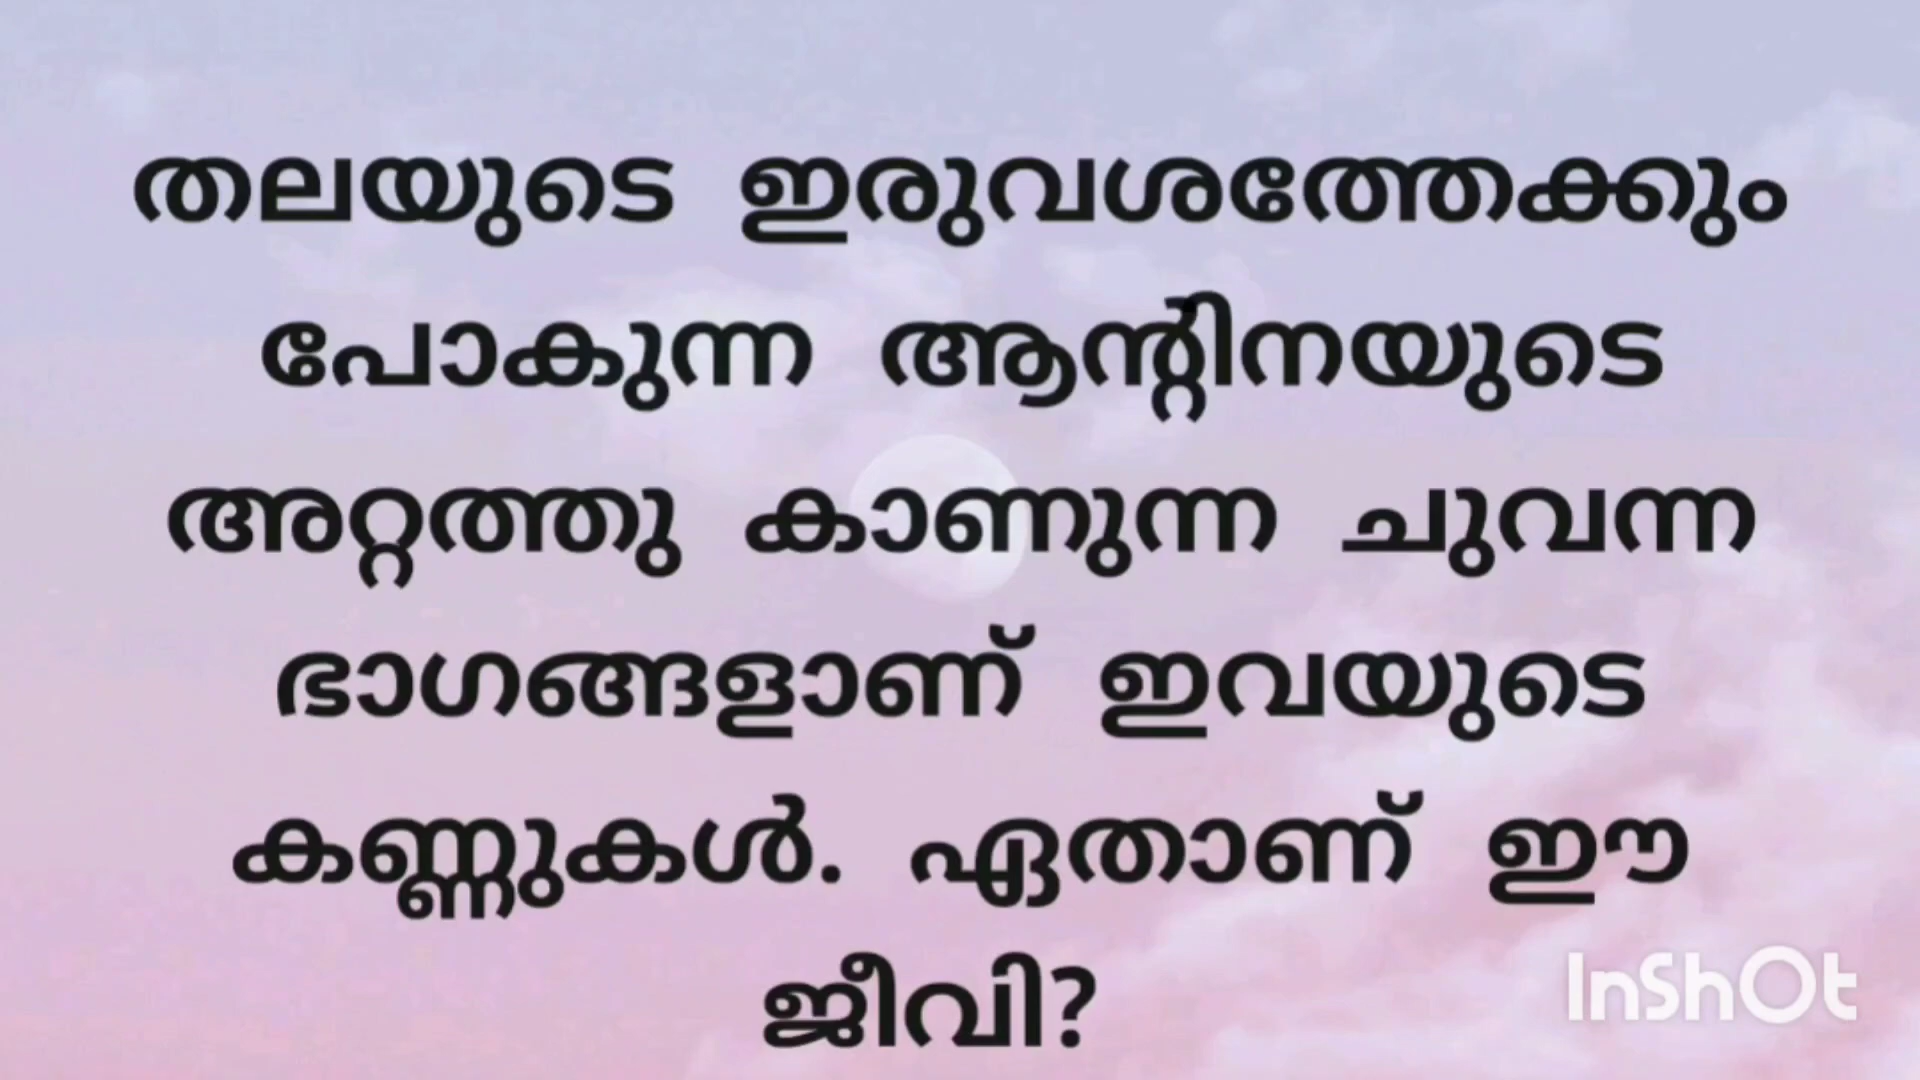 തലയുടെ ഇരുവശത്തേക്കും
പോകുന്ന ആന്റിനയുടെ
അറ്റത്തു കാണുന്ന ചുവന്ന
ഭാഗങ്ങളാണ് ഇവയുടെ
കണ്ണുകൾ. ഏതാണ് ഈ
ജീവി?
InShOt